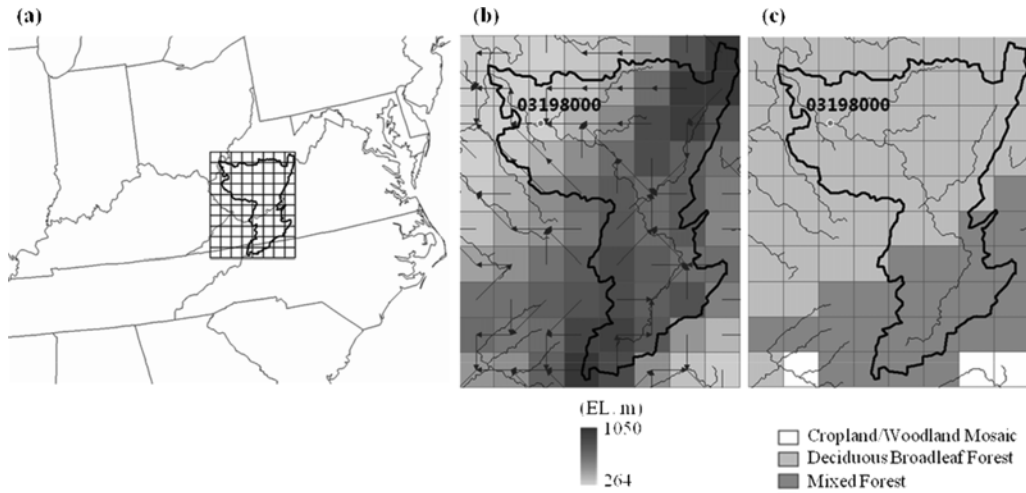 (a)
(b)
(c)
03198000
03198000
(EL. m)
1050
264
Cropland/Woodland Mosaic
Deciduous Broadleaf Forest
Mixed Forest